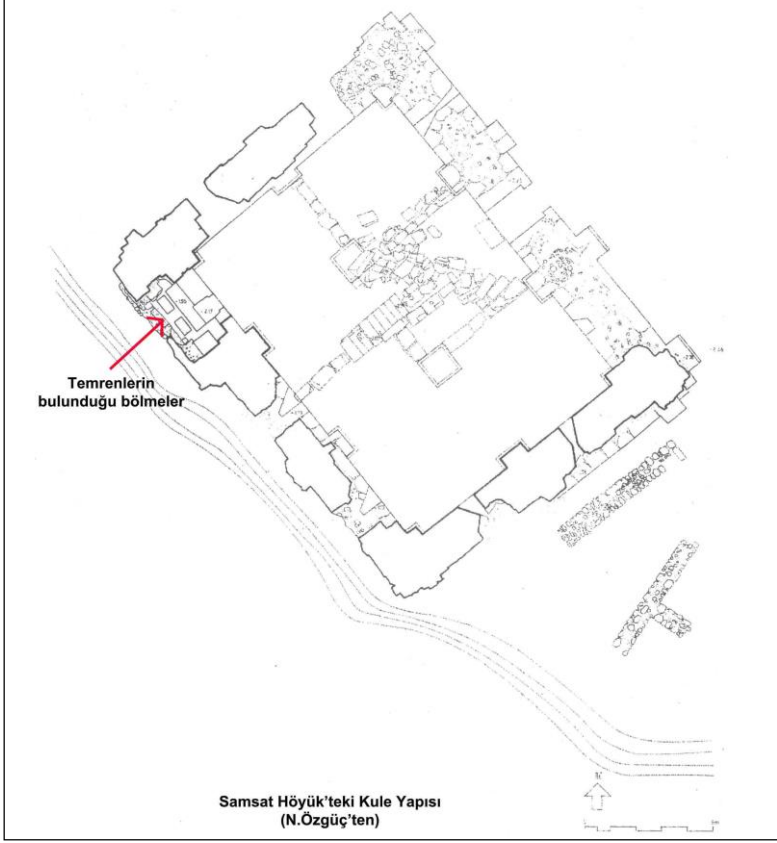 Temrenlerin
bulunduğu bölmeler
Samsat Höyük'teki Kule Yapısı
(N.Özgüç'ten)